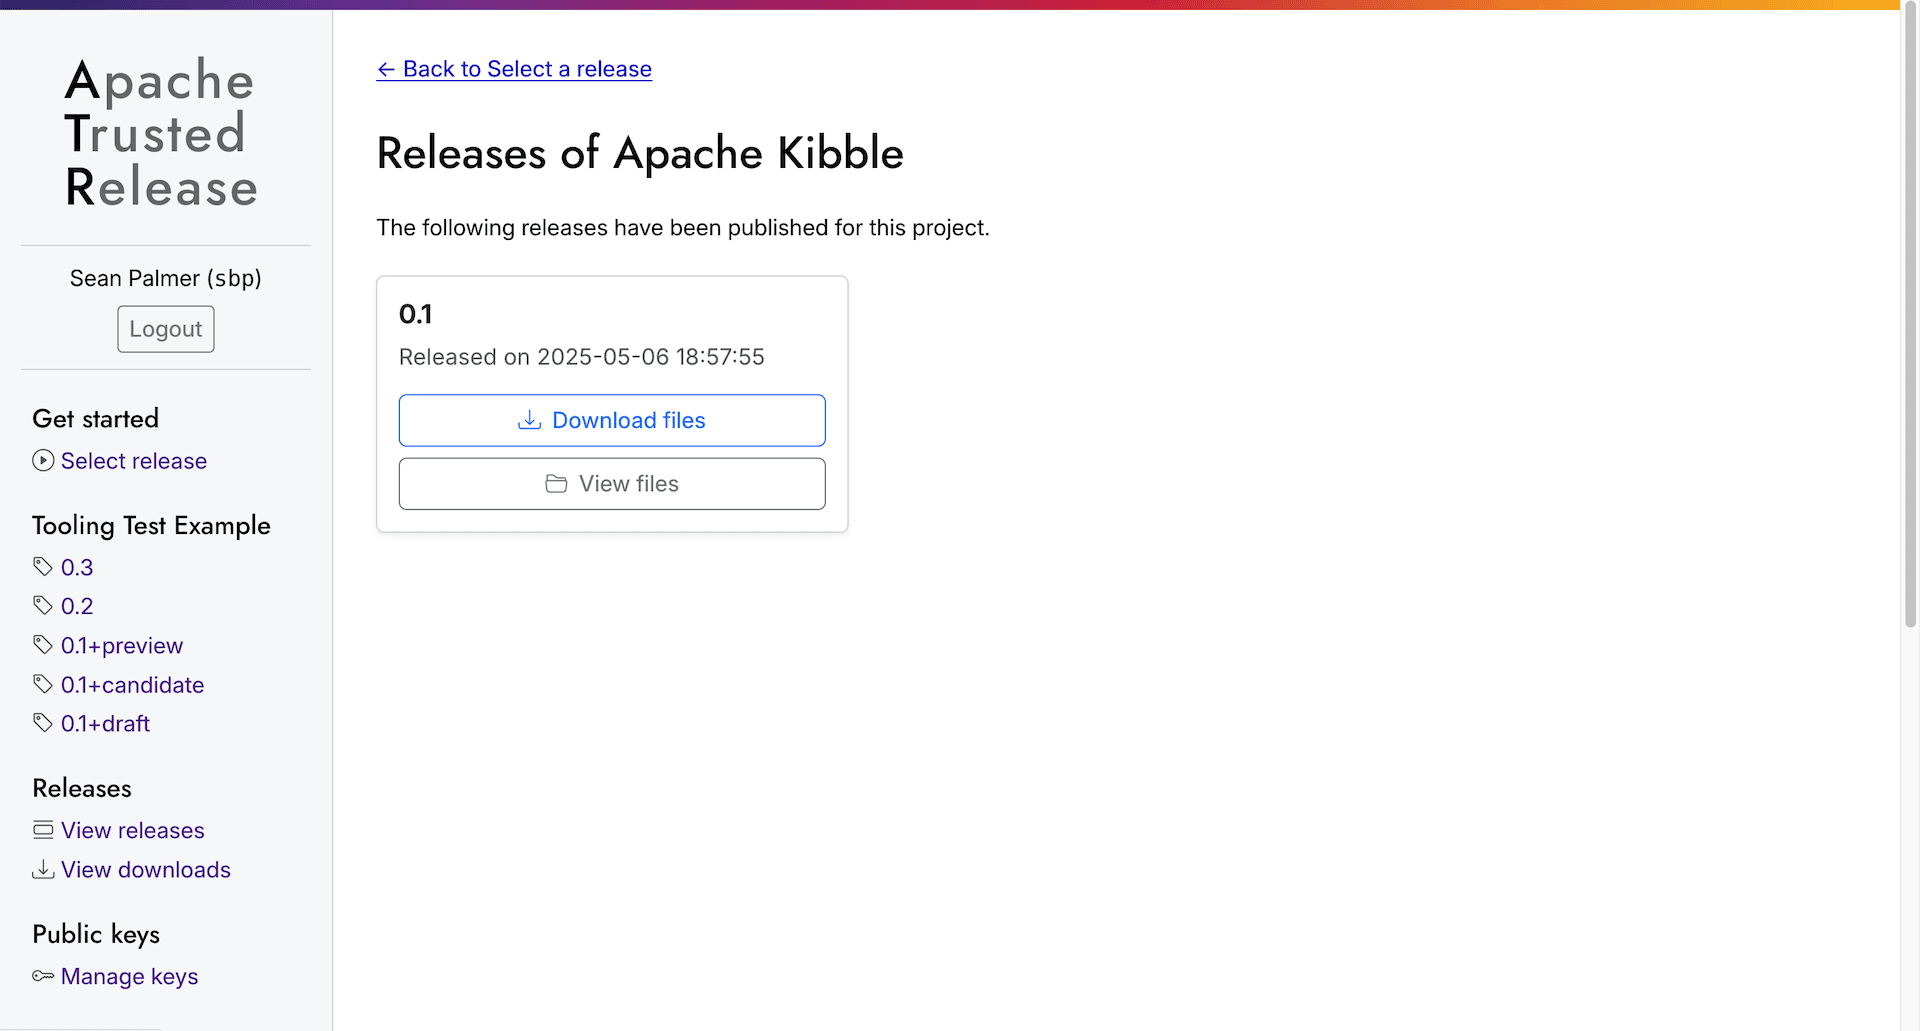 Apache
Trusted
Release
Sean Palmer (sbp)
Logout
Get started
Select release
Tooling Test Example
0.3
0.2
0.1+preview
0.1+candidate
0.1+draft
Releases
View releases
View downloads
Public keys
Manage keys
← Back to Select a release
Releases of Apache Kibble
The following releases have been published for this project.
0.1
Released on 2025-05-06 18:57:55
Download files
View files